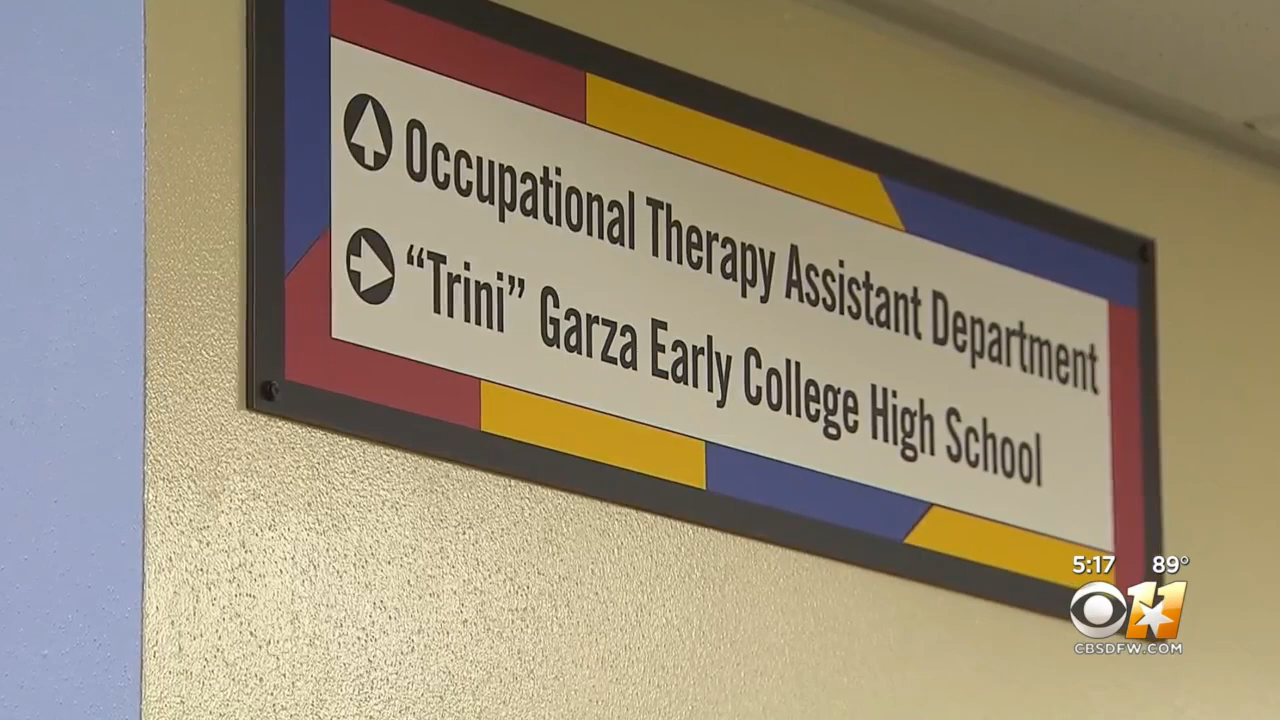 Occupational Therapy Assistant Department
“Trini” Garza Early College High School
5:17 89°
11
CBSDFW.COM